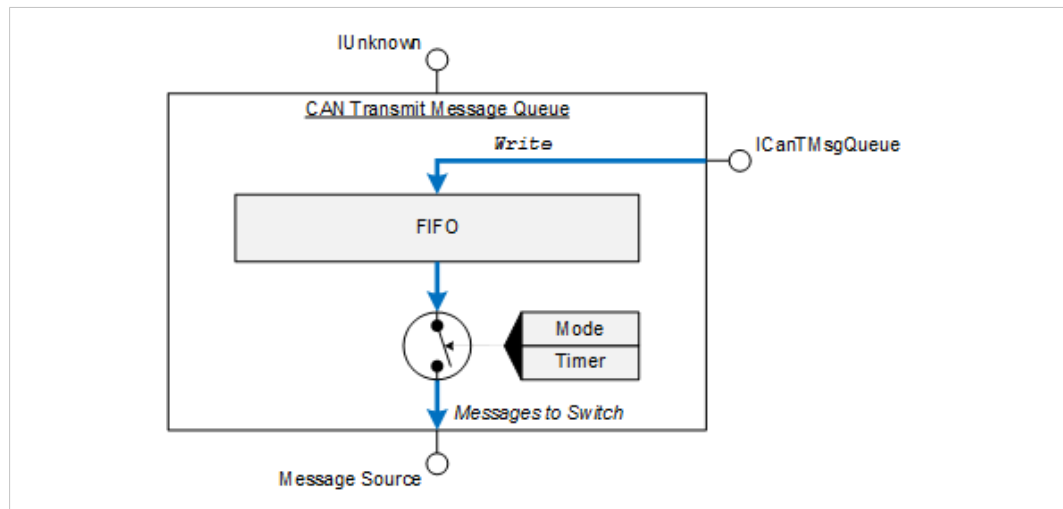 IUnknown
CAN Transmit Message Queue
Write
ICanTMsgQueue
FIFO
Mode
Timer
Messages to Switch
Message Source